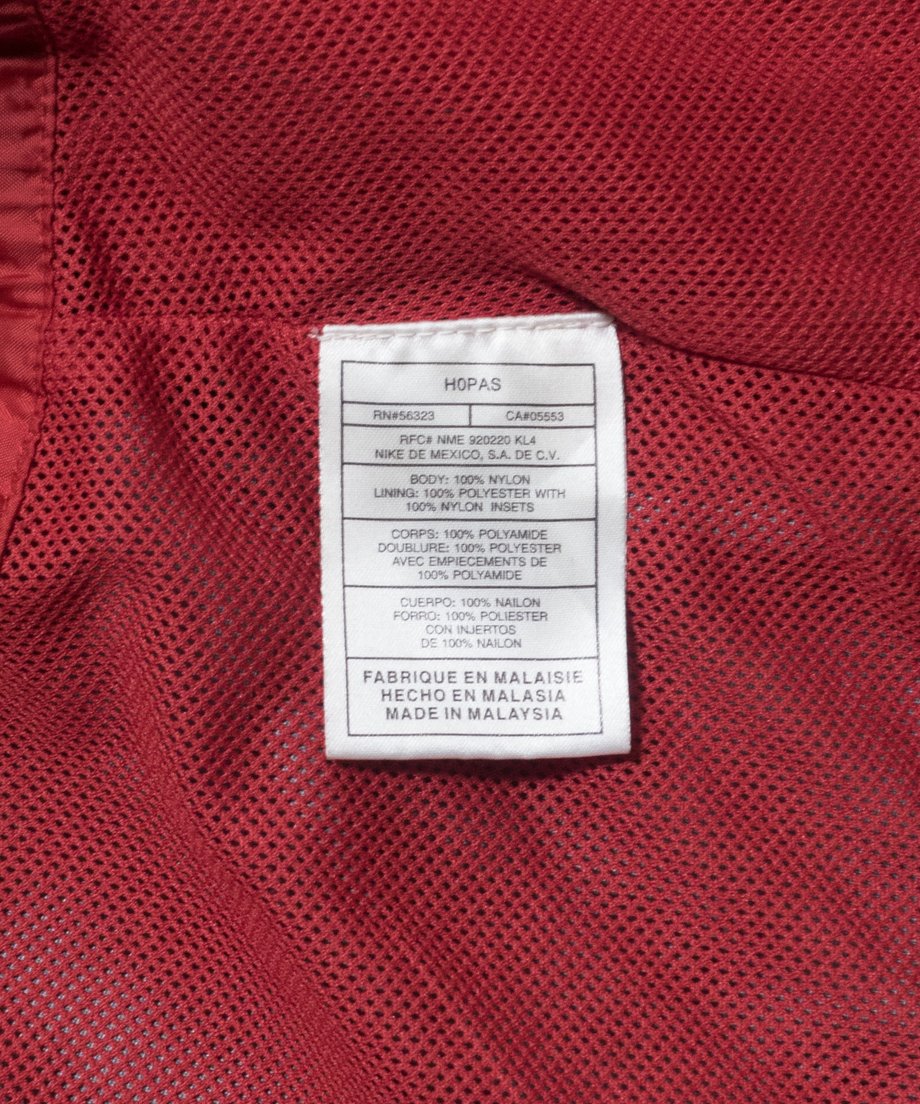 H0PAS
RN#56323 CA#05553
RFC# NME 920220 KL4
NIKE DE MEXICO, S.A. DE C.V.
BODY: 100% NYLON
LINING: 100% POLYESTER WITH
100% NYLON INSETS
CORPS: 100% POLYAMIDE
DOUBLURE: 100% POLYESTER
AVEC EMPIECEMENTS DE
100% POLYAMIDE
CUERPO: 100% NAILON
FORRO: 100% POLIESTER
CON INJERTOS
DE 100% NAILON
FABRIQUE EN MALAISIE
HECHO EN MALASIA
MADE IN MALAYSIA